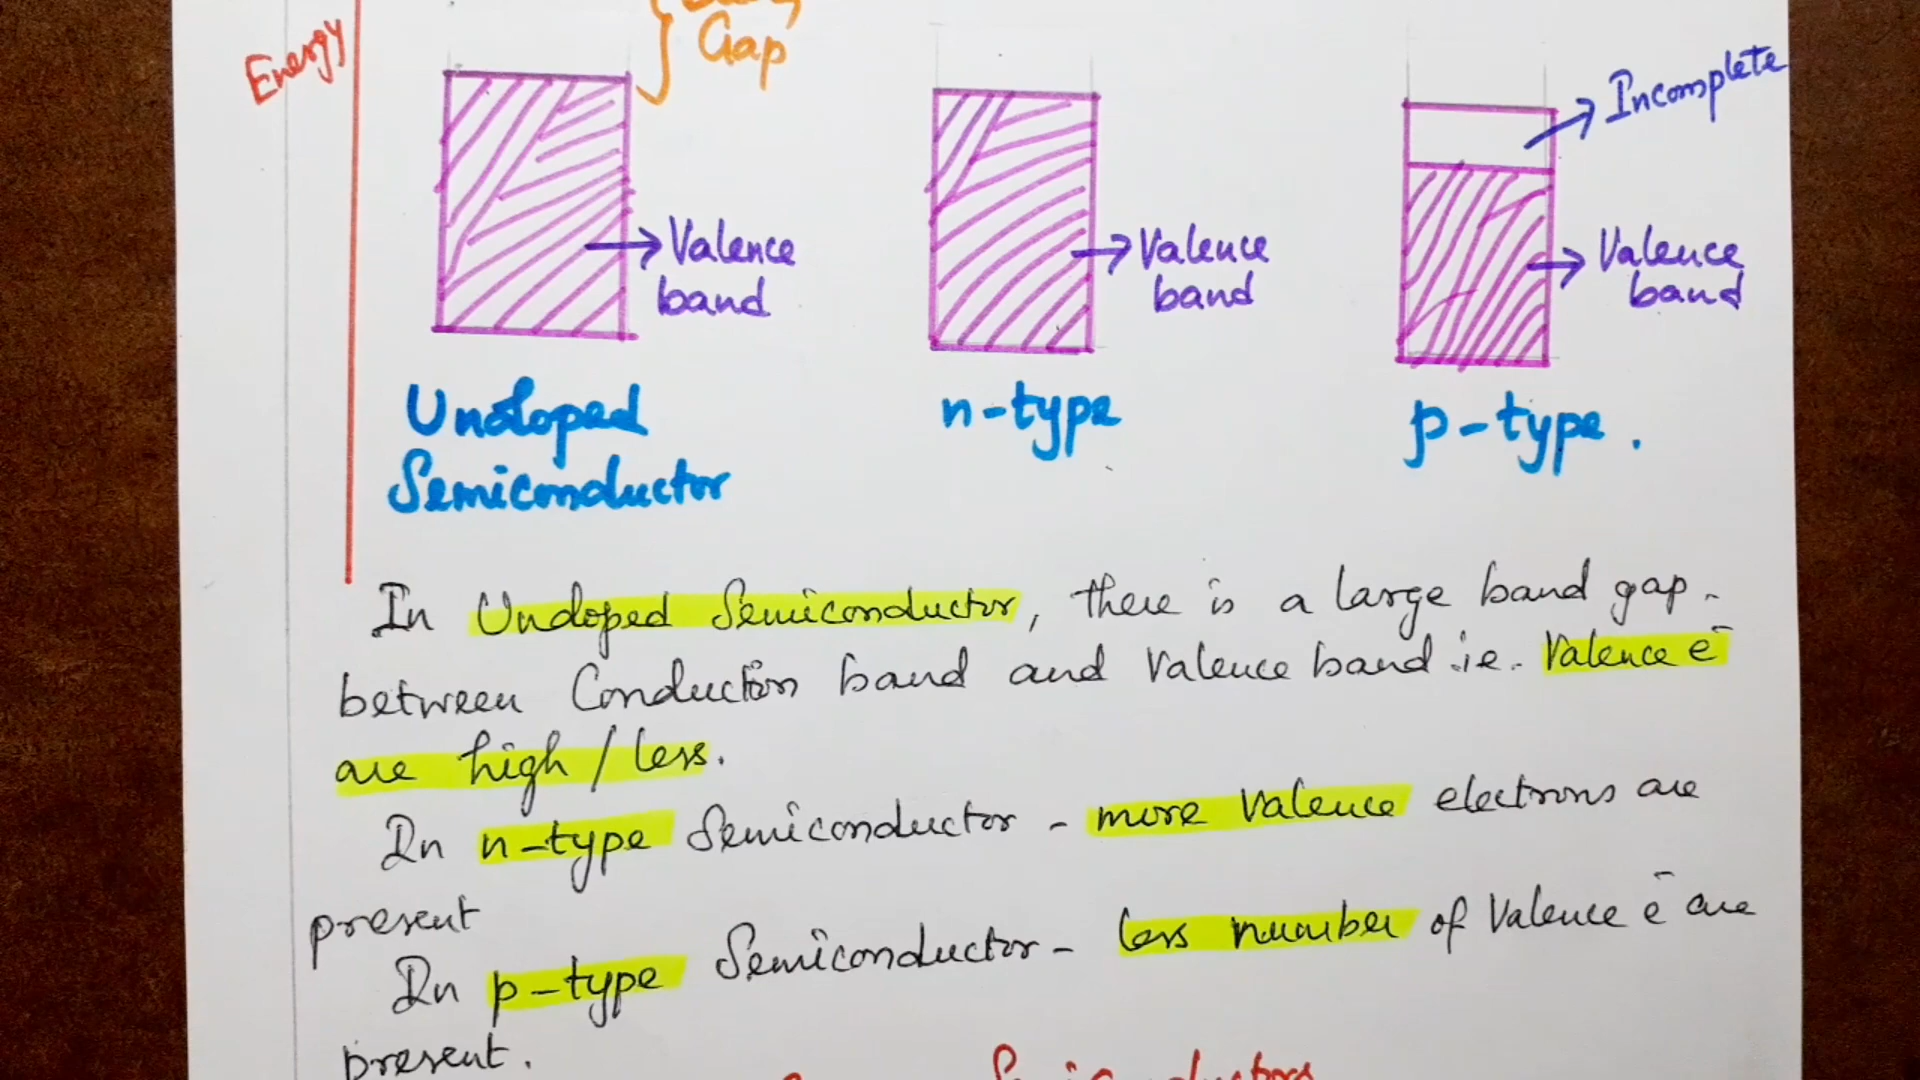 Energy
Gap
Incomplete
Valence
band
Valence
band
Valence
band
Undoped
Semiconductor
n-type
p-type.
In Undoped Semiconductor, there is a large band gap.
between Conduction band and Valence band .ie. Valence e-
are high/less.
In n-type Semiconductor - more Valence electrons are
present
In p-type Semiconductor - less number of Valence e- are
present.
Semiconductors